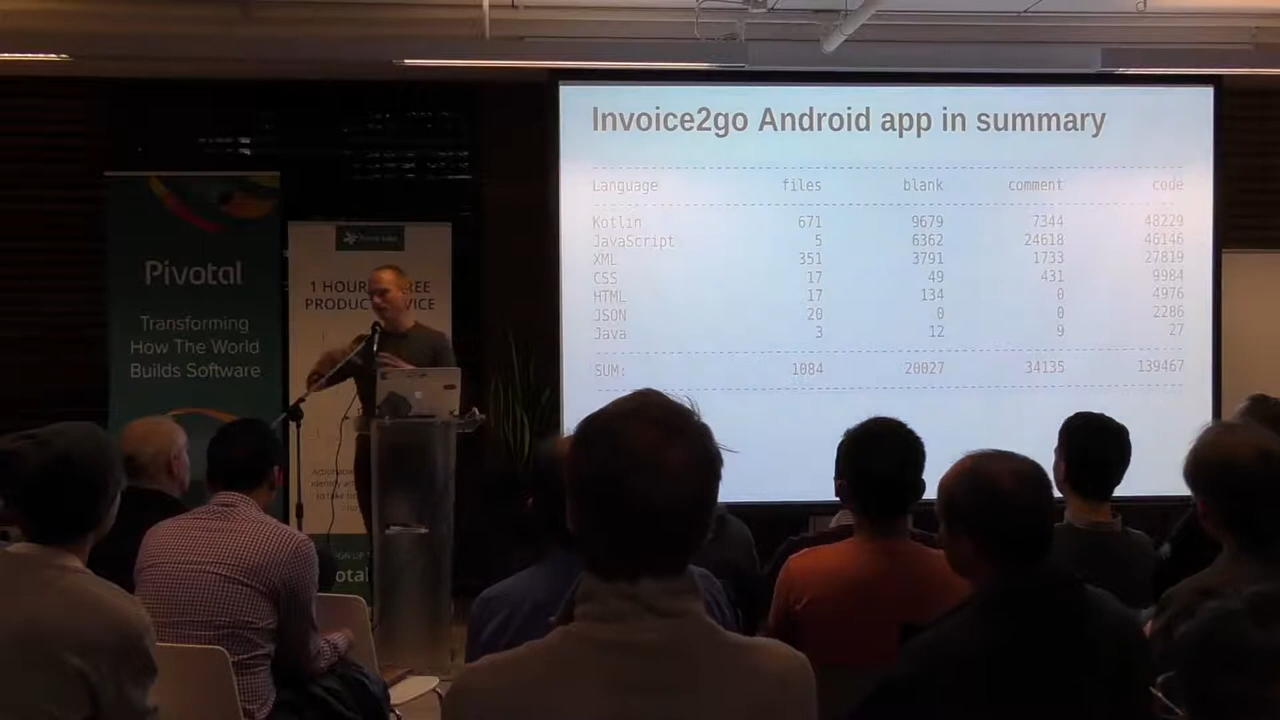 Invoice2go Android app in summary
Language files blank comment code
Kotlin 671 9679 7344 48229
JavaScript 5 6362 24618 46146
XML 351 3791 1733 27819
CSS 17 49 431 9984
HTML 17 134 0 4976
JSON 20 0 0 2286
Java 3 12 9 27
SUM: 1084 20027 34135 139467
Pivotal
Transforming
How The World
Builds Software
1 HOUR